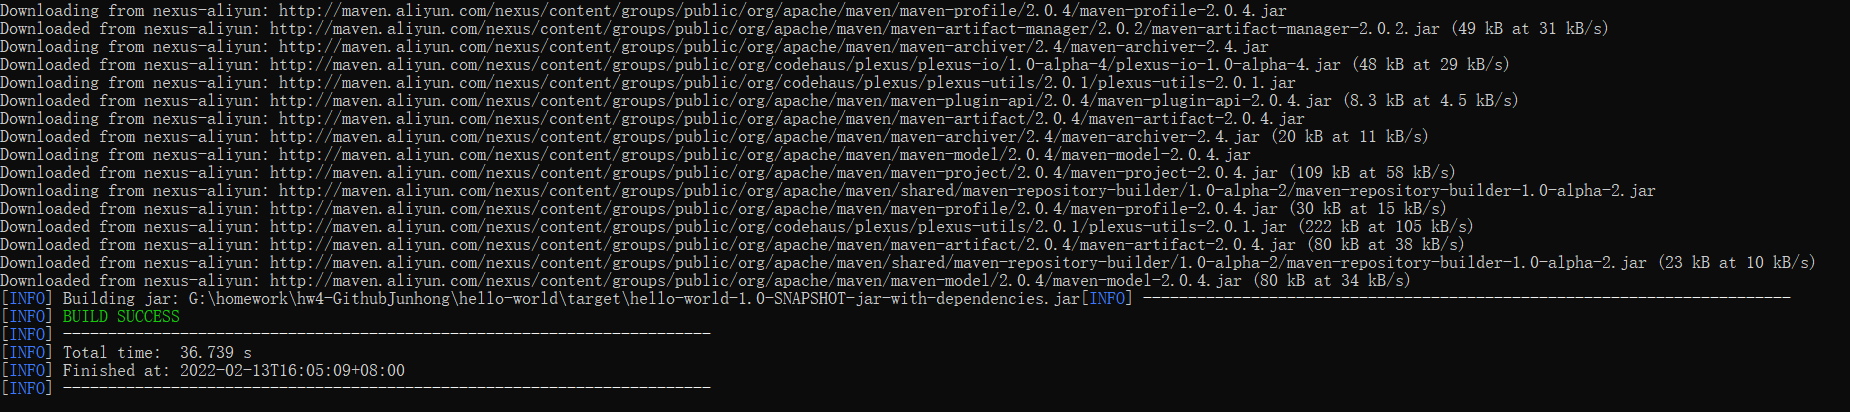 Downloading from nexus-aliyun: http://maven.aliyun.com/nexus/content/groups/public/org/apache/maven/maven-profile/2.0.4/maven-profile-2.0.4.jar
Downloaded from nexus-aliyun: http://maven.aliyun.com/nexus/content/groups/public/org/apache/maven/maven-artifact-manager/2.0.2/maven-artifact-manager-2.0.2.jar (49 kB at 31 kB/s)
Downloading from nexus-aliyun: http://maven.aliyun.com/nexus/content/groups/public/org/apache/maven/maven-archiver/2.4/maven-archiver-2.4.jar
Downloaded from nexus-aliyun: http://maven.aliyun.com/nexus/content/groups/public/org/codehaus/plexus/plexus-io/1.0-alpha-4/plexus-io-1.0-alpha-4.jar (48 kB at 29 kB/s)
Downloading from nexus-aliyun: http://maven.aliyun.com/nexus/content/groups/public/org/codehaus/plexus/plexus-utils/2.0.1/plexus-utils-2.0.1.jar
Downloaded from nexus-aliyun: http://maven.aliyun.com/nexus/content/groups/public/org/apache/maven/maven-plugin-api/2.0.4/maven-plugin-api-2.0.4.jar (8.3 kB at 4.5 kB/s)
Downloading from nexus-aliyun: http://maven.aliyun.com/nexus/content/groups/public/org/apache/maven/maven-artifact/2.0.4/maven-artifact-2.0.4.jar
Downloaded from nexus-aliyun: http://maven.aliyun.com/nexus/content/groups/public/org/apache/maven/maven-archiver/2.4/maven-archiver-2.4.jar (20 kB at 11 kB/s)
Downloading from nexus-aliyun: http://maven.aliyun.com/nexus/content/groups/public/org/apache/maven/maven-model/2.0.4/maven-model-2.0.4.jar
Downloaded from nexus-aliyun: http://maven.aliyun.com/nexus/content/groups/public/org/apache/maven/maven-project/2.0.4/maven-project-2.0.4.jar (109 kB at 58 kB/s)
Downloading from nexus-aliyun: http://maven.aliyun.com/nexus/content/groups/public/org/apache/maven/shared/maven-repository-builder/1.0-alpha-2/maven-repository-builder-1.0-alpha-2.jar
Downloaded from nexus-aliyun: http://maven.aliyun.com/nexus/content/groups/public/org/apache/maven/maven-profile/2.0.4/maven-profile-2.0.4.jar (30 kB at 15 kB/s)
Downloaded from nexus-aliyun: http://maven.aliyun.com/nexus/content/groups/public/org/codehaus/plexus/plexus-utils/2.0.1/plexus-utils-2.0.1.jar (222 kB at 105 kB/s)
Downloaded from nexus-aliyun: http://maven.aliyun.com/nexus/content/groups/public/org/apache/maven/maven-artifact/2.0.4/maven-artifact-2.0.4.jar (80 kB at 38 kB/s)
Downloaded from nexus-aliyun: http://maven.aliyun.com/nexus/content/groups/public/org/apache/maven/shared/maven-repository-builder/1.0-alpha-2/maven-repository-builder-1.0-alpha-2.jar (23 kB at 10 kB/s)
Downloaded from nexus-aliyun: http://maven.aliyun.com/nexus/content/groups/public/org/apache/maven/maven-model/2.0.4/maven-model-2.0.4.jar (80 kB at 34 kB/s)
[INFO] Building jar: G:\homework\hw4-GithubJunhong\hello-world\target\hello-world-1.0-SNAPSHOT-jar-with-dependencies.jar[INFO] ------------------------------------------------------------------------
[INFO] BUILD SUCCESS
[INFO] ------------------------------------------------------------------------
[INFO] Total time:  36.739 s
[INFO] Finished at: 2022-02-13T16:05:09+08:00
[INFO] ------------------------------------------------------------------------